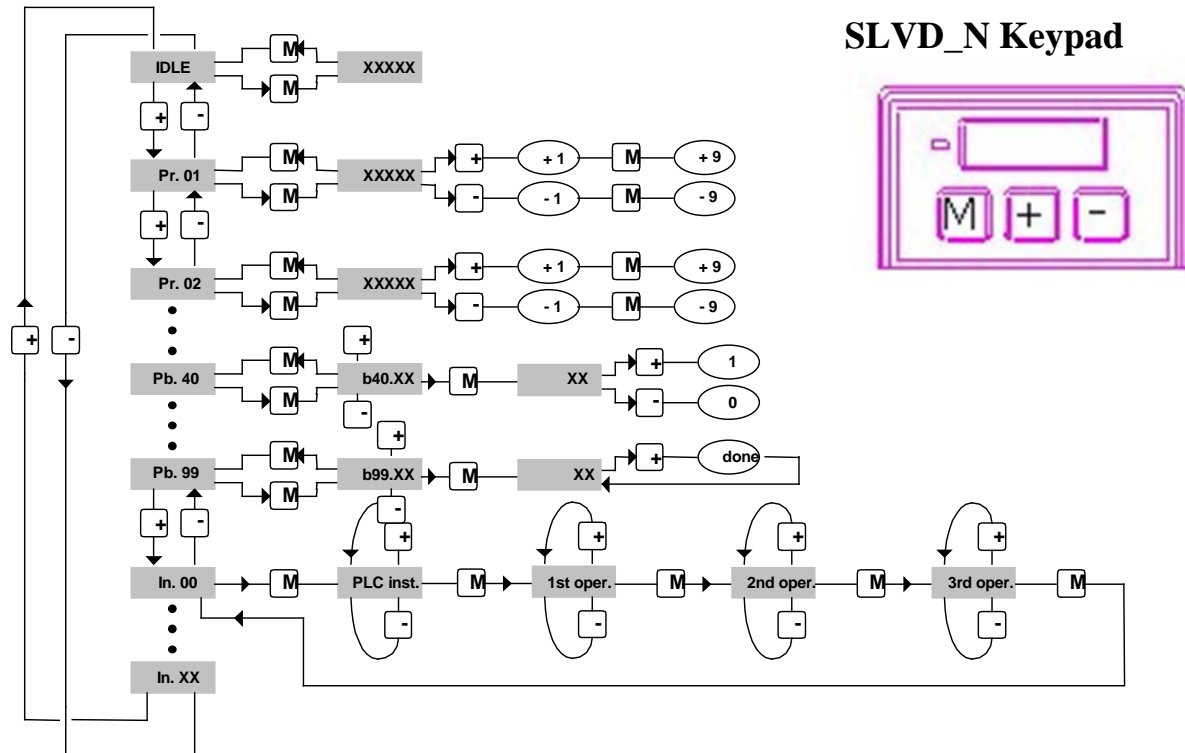 SLVD_N Keypad
M
IDLE XXXXX
M
+ -
M + +1 M +9
Pr. 01 XXXXX
M - -1 M -9
+ -
M + +1 M +9
Pr. 02 XXXXX
M - -1 M -9
+ -
+
M + 1
Pb. 40 b40.XX M XX
M - 0
-
+
M + done
Pb. 99 b99.XX M XX
M
-
+ -
+ + + +
In. 00 M PLC inst. M 1st oper. M 2nd oper. M 3rd oper. M
- - - -
In. XX
-
M + -